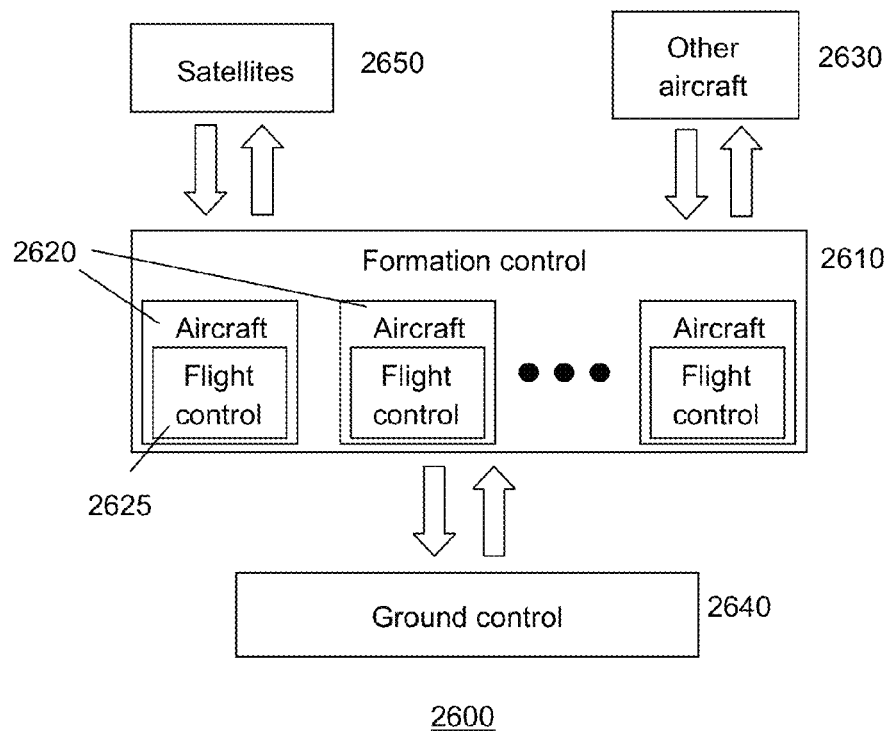 Satellites
2650
Other
aircraft
2630
2620
Formation control
2610
Aircraft
Flight
control
Aircraft
Flight
control
Aircraft
Flight
control
2625
Ground control
2640
2600